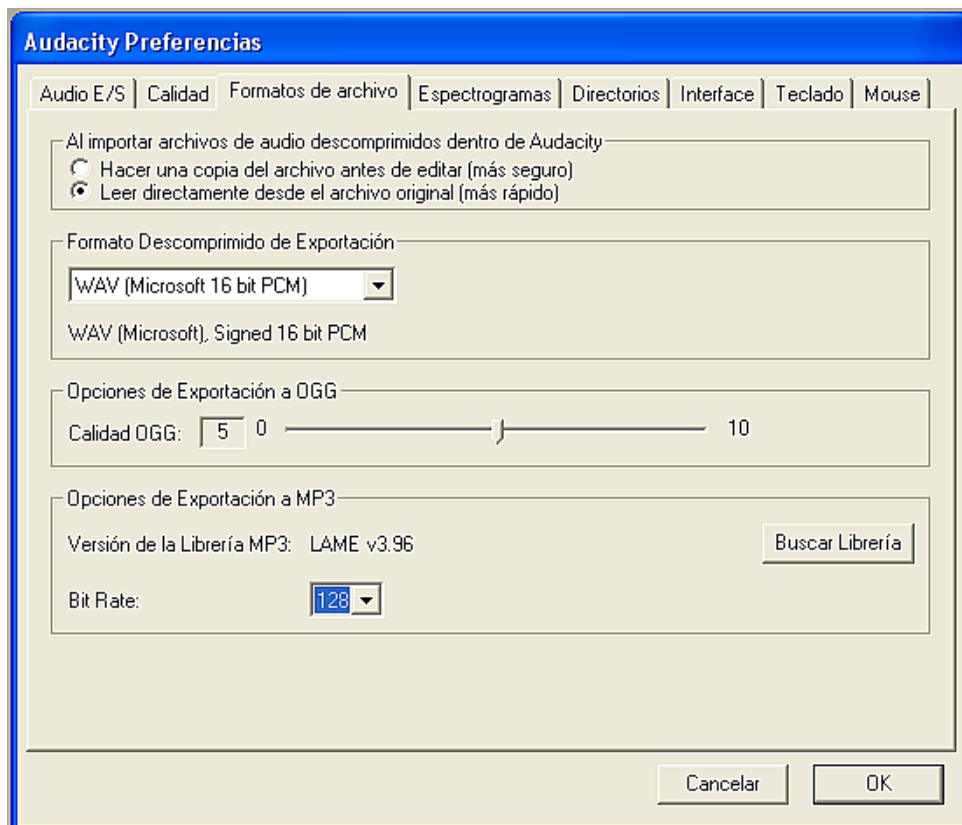 Audacity Preferencias
Audio E/S Calidad Formatos de archivo Espectrogramas Directorios Interface Teclado Mouse
Al importar archivos de audio descomprimidos dentro de Audacity
Hacer una copia del archivo antes de editar (más seguro)
Leer directamente desde el archivo original (más rápido)
Formato Descomprimido de Exportación
WAV (Microsoft 16 bit PCM)
WAV (Microsoft), Signed 16 bit PCM
Opciones de Exportación a OGG
Calidad OGG: 5 0 10
Opciones de Exportación a MP3
Versión de la Librería MP3: LAME v3.96 Buscar Librería
Bit Rate: 128
Cancelar OK